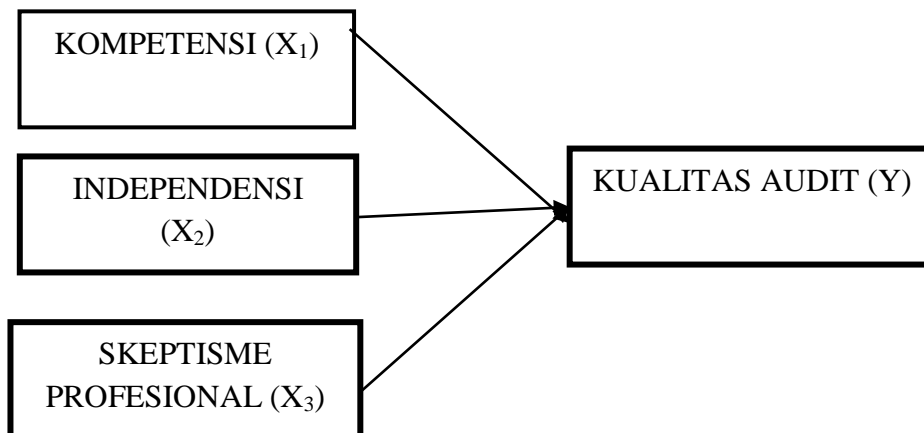 KOMPETENSI (X₁)
INDEPENDENSI
(X₂)
SKEPTISME
PROFESIONAL (X₃)
KUALITAS AUDIT (Y)